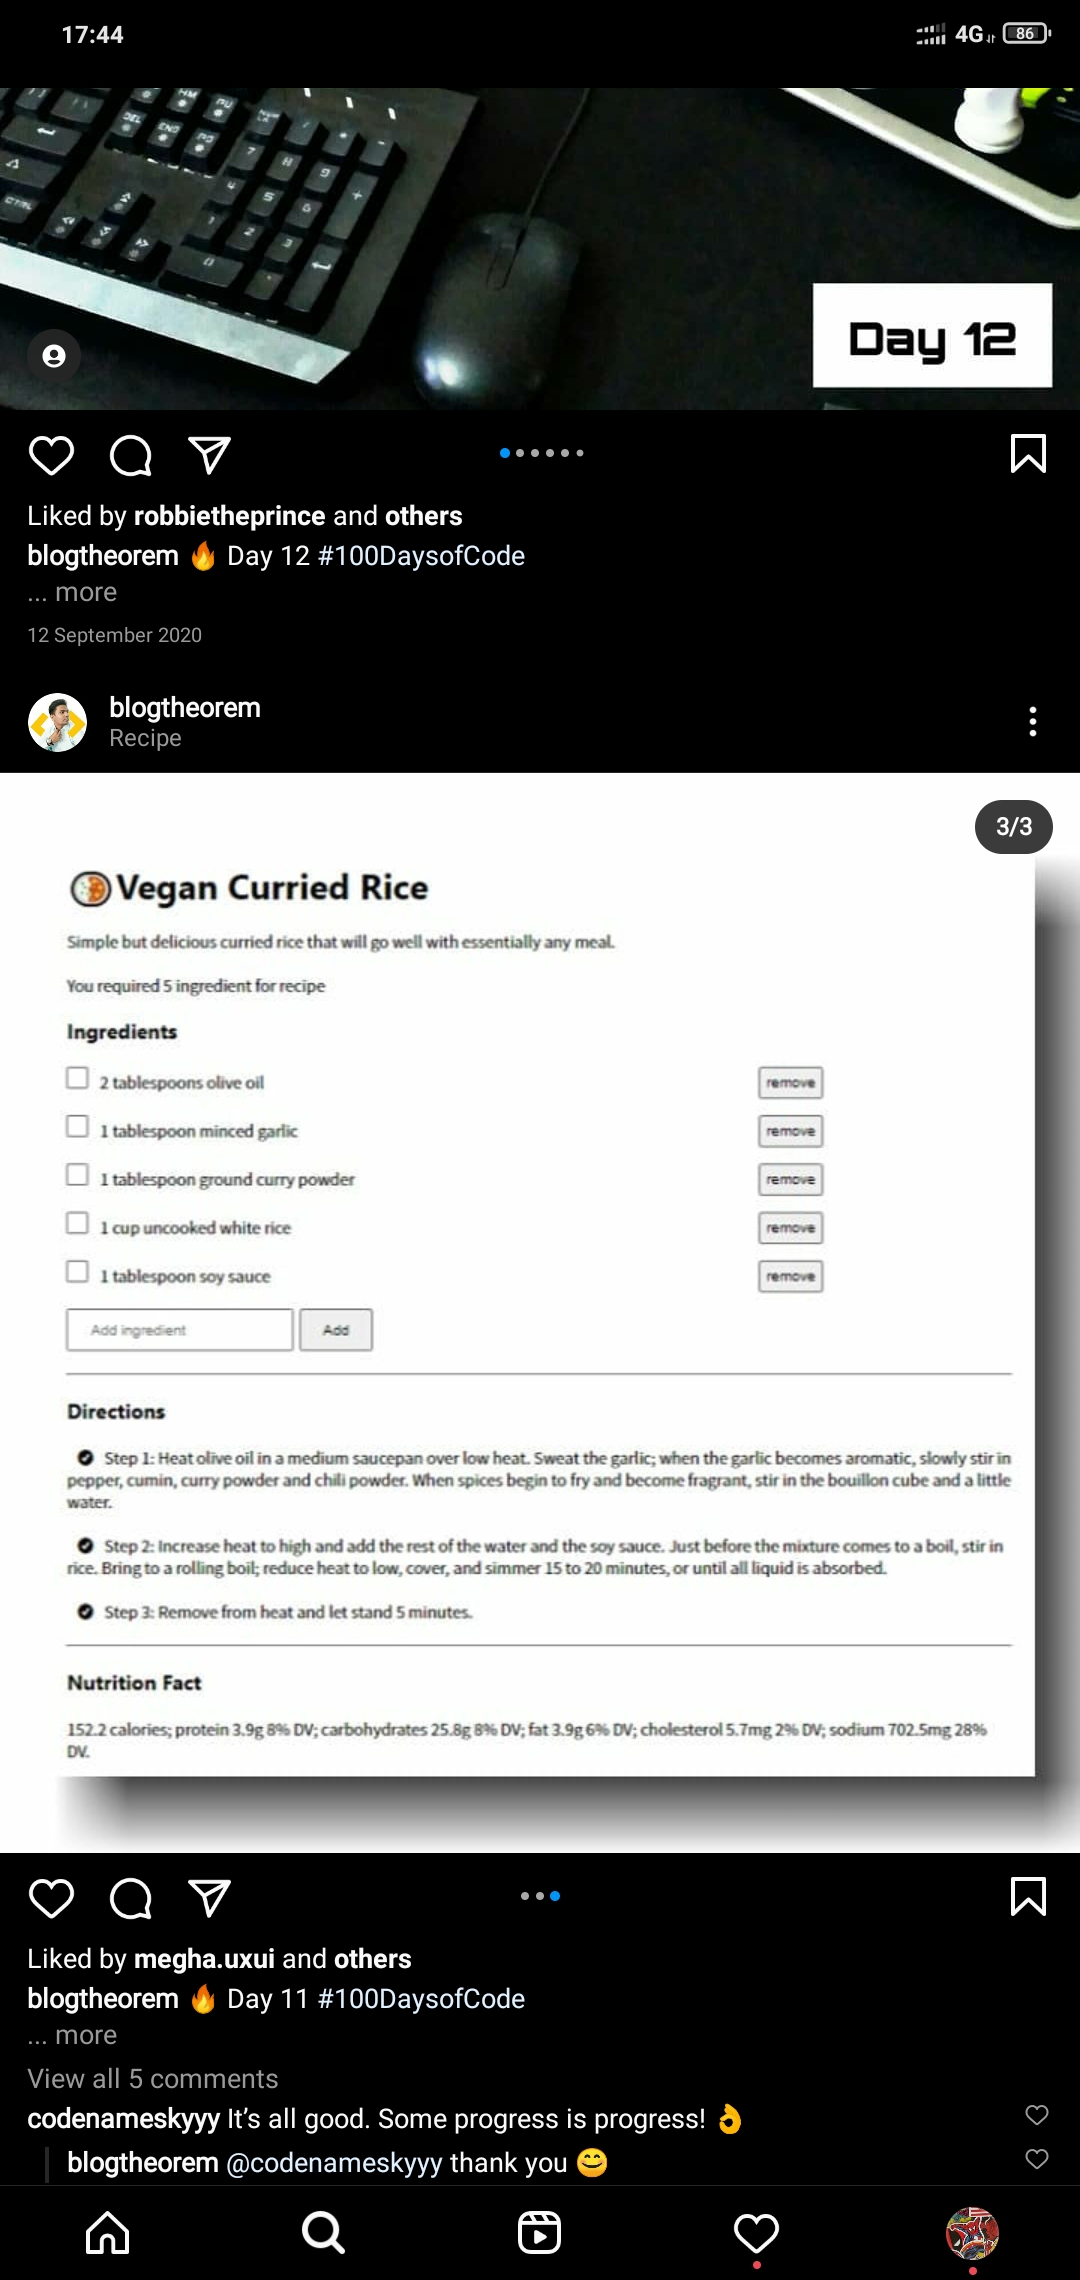 17:44
4G
86
HM
PU
DEL
END
PD
CTRL
Day 12
Liked by robbietheprince and others
blogtheorem 🔥 Day 12 #100DaysofCode
... more
12 September 2020
blogtheorem
Recipe
3/3
Vegan Curried Rice
Simple but delicious curried rice that will go well with essentially any meal.
You required 5 ingredient for recipe
Ingredients
2 tablespoons olive oil
remove
1 tablespoon minced garlic
remove
1 tablespoon ground curry powder
remove
1 cup uncooked white rice
remove
1 tablespoon soy sauce
remove
Add ingredient
Add
Directions
Step 1: Heat olive oil in a medium saucepan over low heat. Sweat the garlic; when the garlic becomes aromatic, slowly stir in
pepper, cumin, curry powder and chili powder. When spices begin to fry and become fragrant, stir in the bouillon cube and a little
water.
Step 2: Increase heat to high and add the rest of the water and the soy sauce. Just before the mixture comes to a boil, stir in
rice. Bring to a rolling boil; reduce heat to low, cover, and simmer 15 to 20 minutes, or until all liquid is absorbed.
Step 3: Remove from heat and let stand 5 minutes.
Nutrition Fact
152.2 calories; protein 3.9g 8% DV; carbohydrates 25.8g 8% DV; fat 3.9g 6% DV; cholesterol 5.7mg 2% DV; sodium 702.5mg 28%
DV.
Liked by megha.uxui and others
blogtheorem 🔥 Day 11 #100DaysofCode
... more
View all 5 comments
codenameskyyy It's all good. Some progress is progress! 👌
blogtheorem @codenameskyyy thank you 😊